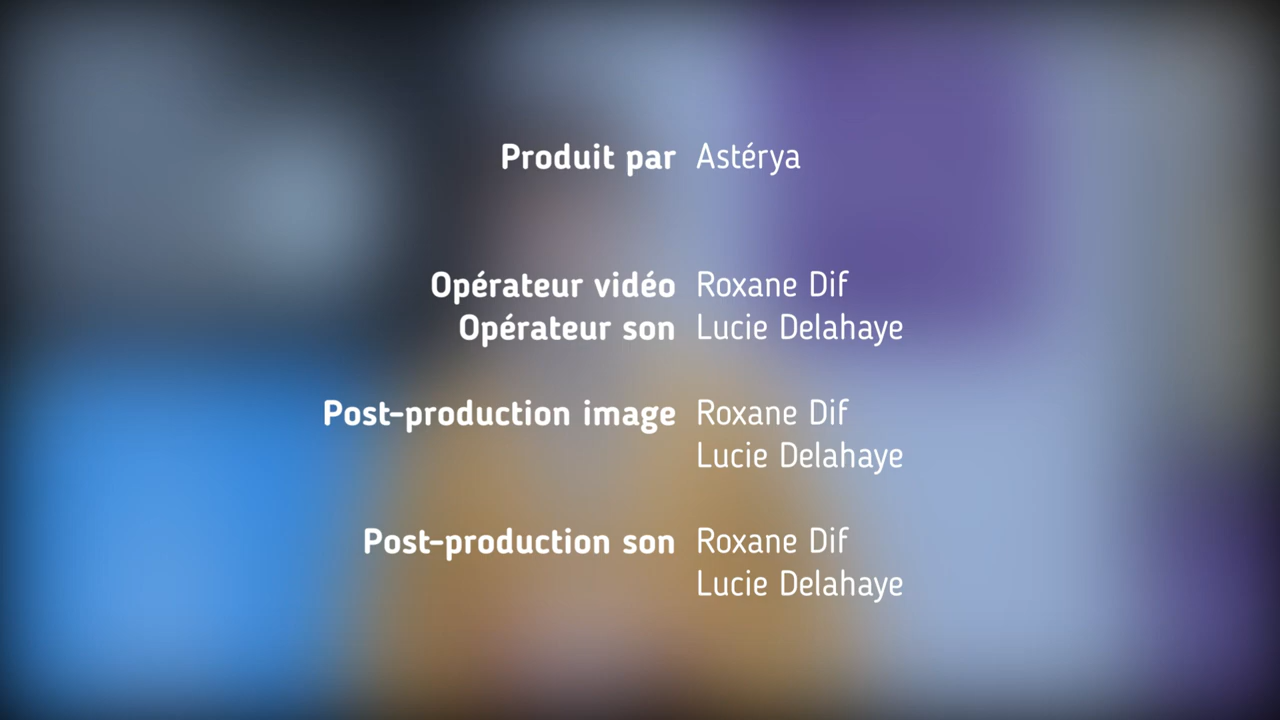 Produit par Astérya
Opérateur vidéo Roxane Dif
Opérateur son Lucie Delahaye
Post-production image Roxane Dif
Lucie Delahaye
Post-production son Roxane Dif
Lucie Delahaye